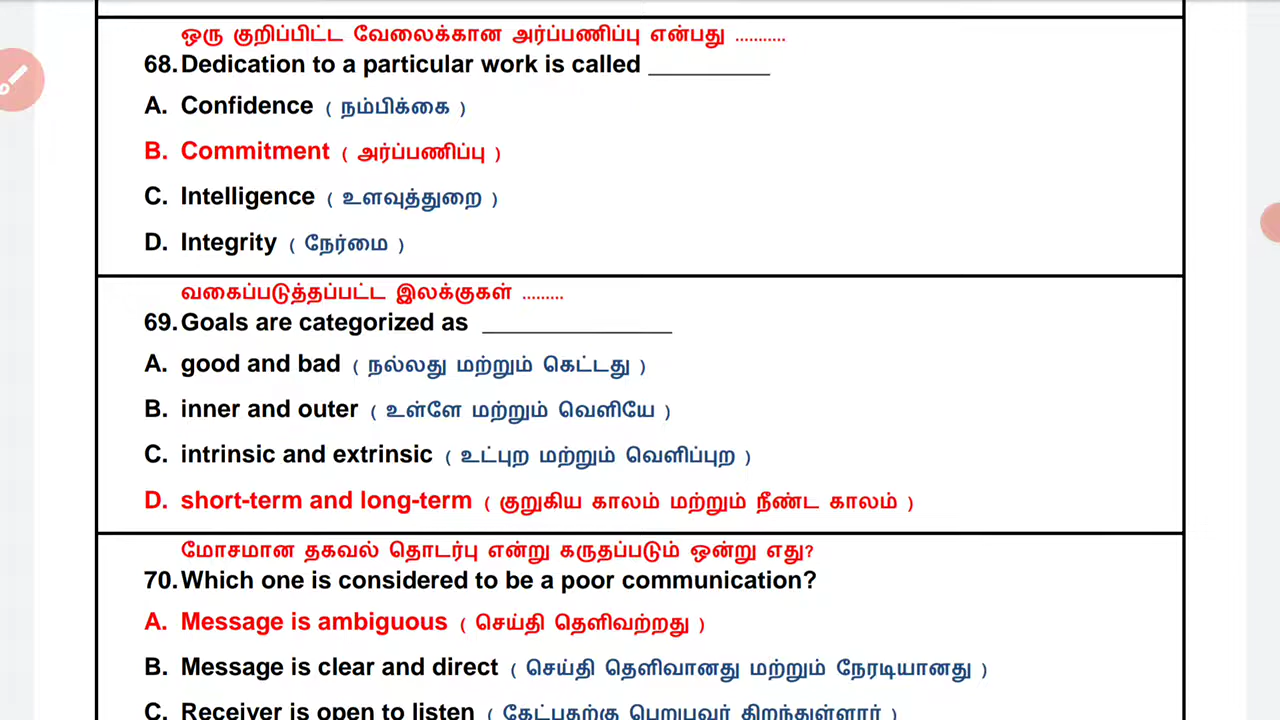 ஒரு குறிப்பிட்ட வேலைக்கான அர்ப்பணிப்பு என்பது ...........
68. Dedication to a particular work is called __________
A. Confidence ( நம்பிக்கை )
B. Commitment ( அர்ப்பணிப்பு )
C. Intelligence ( உளவுத்துறை )
D. Integrity ( நேர்மை )
வகைப்படுத்தப்பட்ட இலக்குகள் .........
69. Goals are categorized as ________________
A. good and bad ( நல்லது மற்றும் கெட்டது )
B. inner and outer ( உள்ளே மற்றும் வெளியே )
C. intrinsic and extrinsic ( உட்புற மற்றும் வெளிப்புற )
D. short-term and long-term ( குறுகிய காலம் மற்றும் நீண்ட காலம் )
மோசமான தகவல் தொடர்பு என்று கருதப்படும் ஒன்று எது?
70. Which one is considered to be a poor communication?
A. Message is ambiguous ( செய்தி தெளிவற்றது )
B. Message is clear and direct ( செய்தி தெளிவானது மற்றும் நேரடியானது )
C. Receiver is open to listen ( கேட்பதற்கு பெறுபவர் திறந்துள்ளார் )